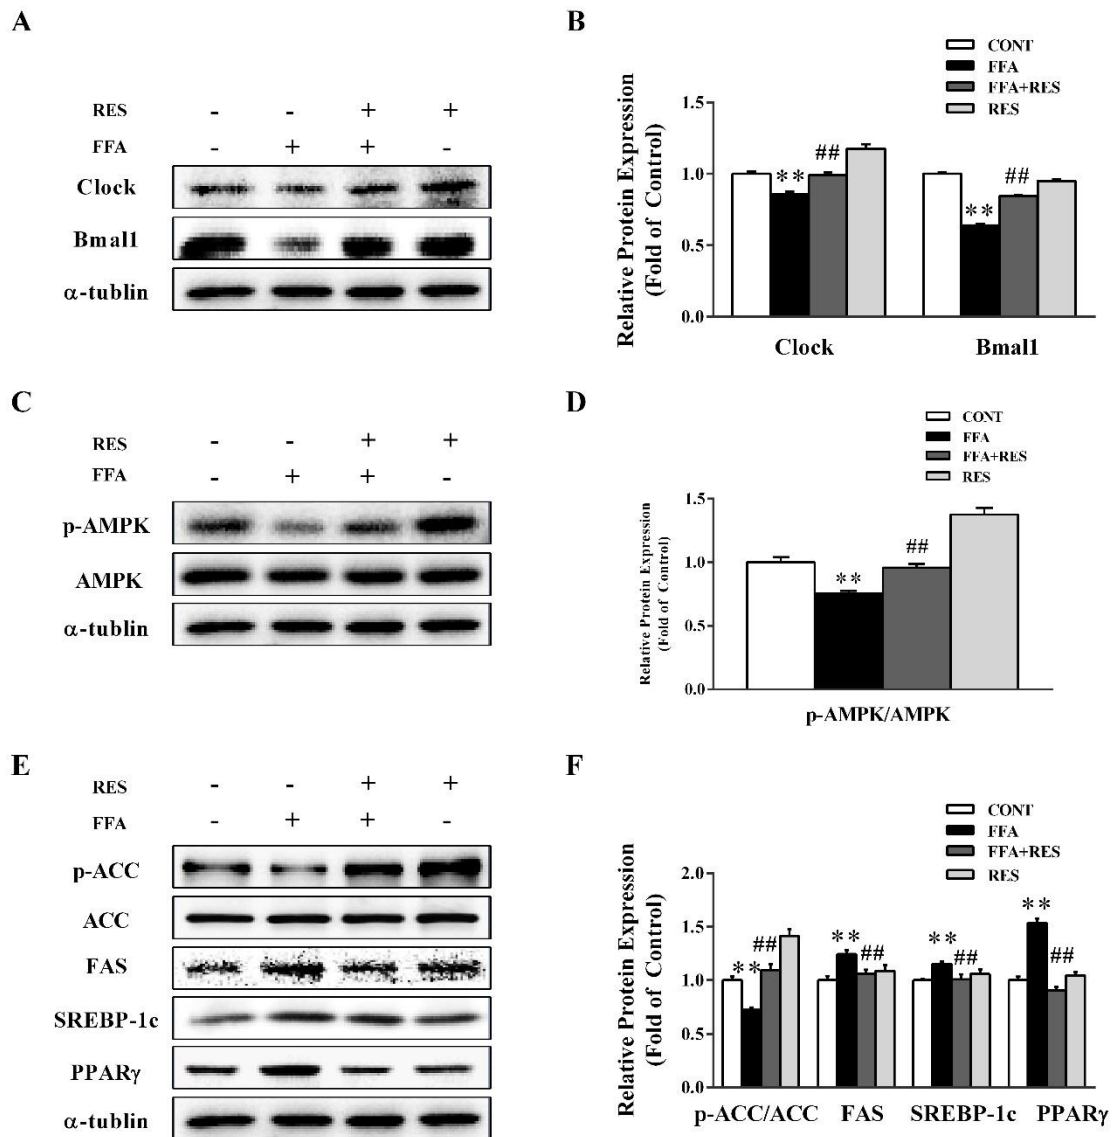 A
RES - - + +
FFA - + + -
Clock
Bmal1
α-tublin
B
CONT
FFA
FFA+RES
RES
Relative Protein Expression
(Fold of Control)
1.5
1.0
0.5
0.0
** ## ** ##
Clock Bmal1
C
RES - - + +
FFA - + + -
p-AMPK
AMPK
α-tublin
D
CONT
FFA
FFA+RES
RES
Relative Protein Expression
(Fold of Control)
1.5
1.0
0.5
0.0
** ##
p-AMPK/AMPK
E
RES - - + +
FFA - + + -
p-ACC
ACC
FAS
SREBP-1c
PPARγ
α-tublin
F
CONT
FFA
FFA+RES
RES
Relative Protein Expression
(Fold of Control)
2.0
1.5
1.0
0.5
0.0
** ## ** ## ** ## ** ##
p-ACC/ACC FAS SREBP-1c PPARγ